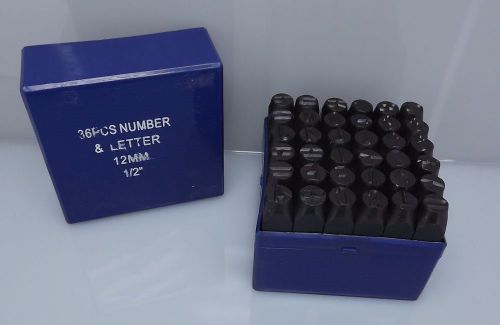 36PCS NUMBER
& LETTER
12MM
1/2"